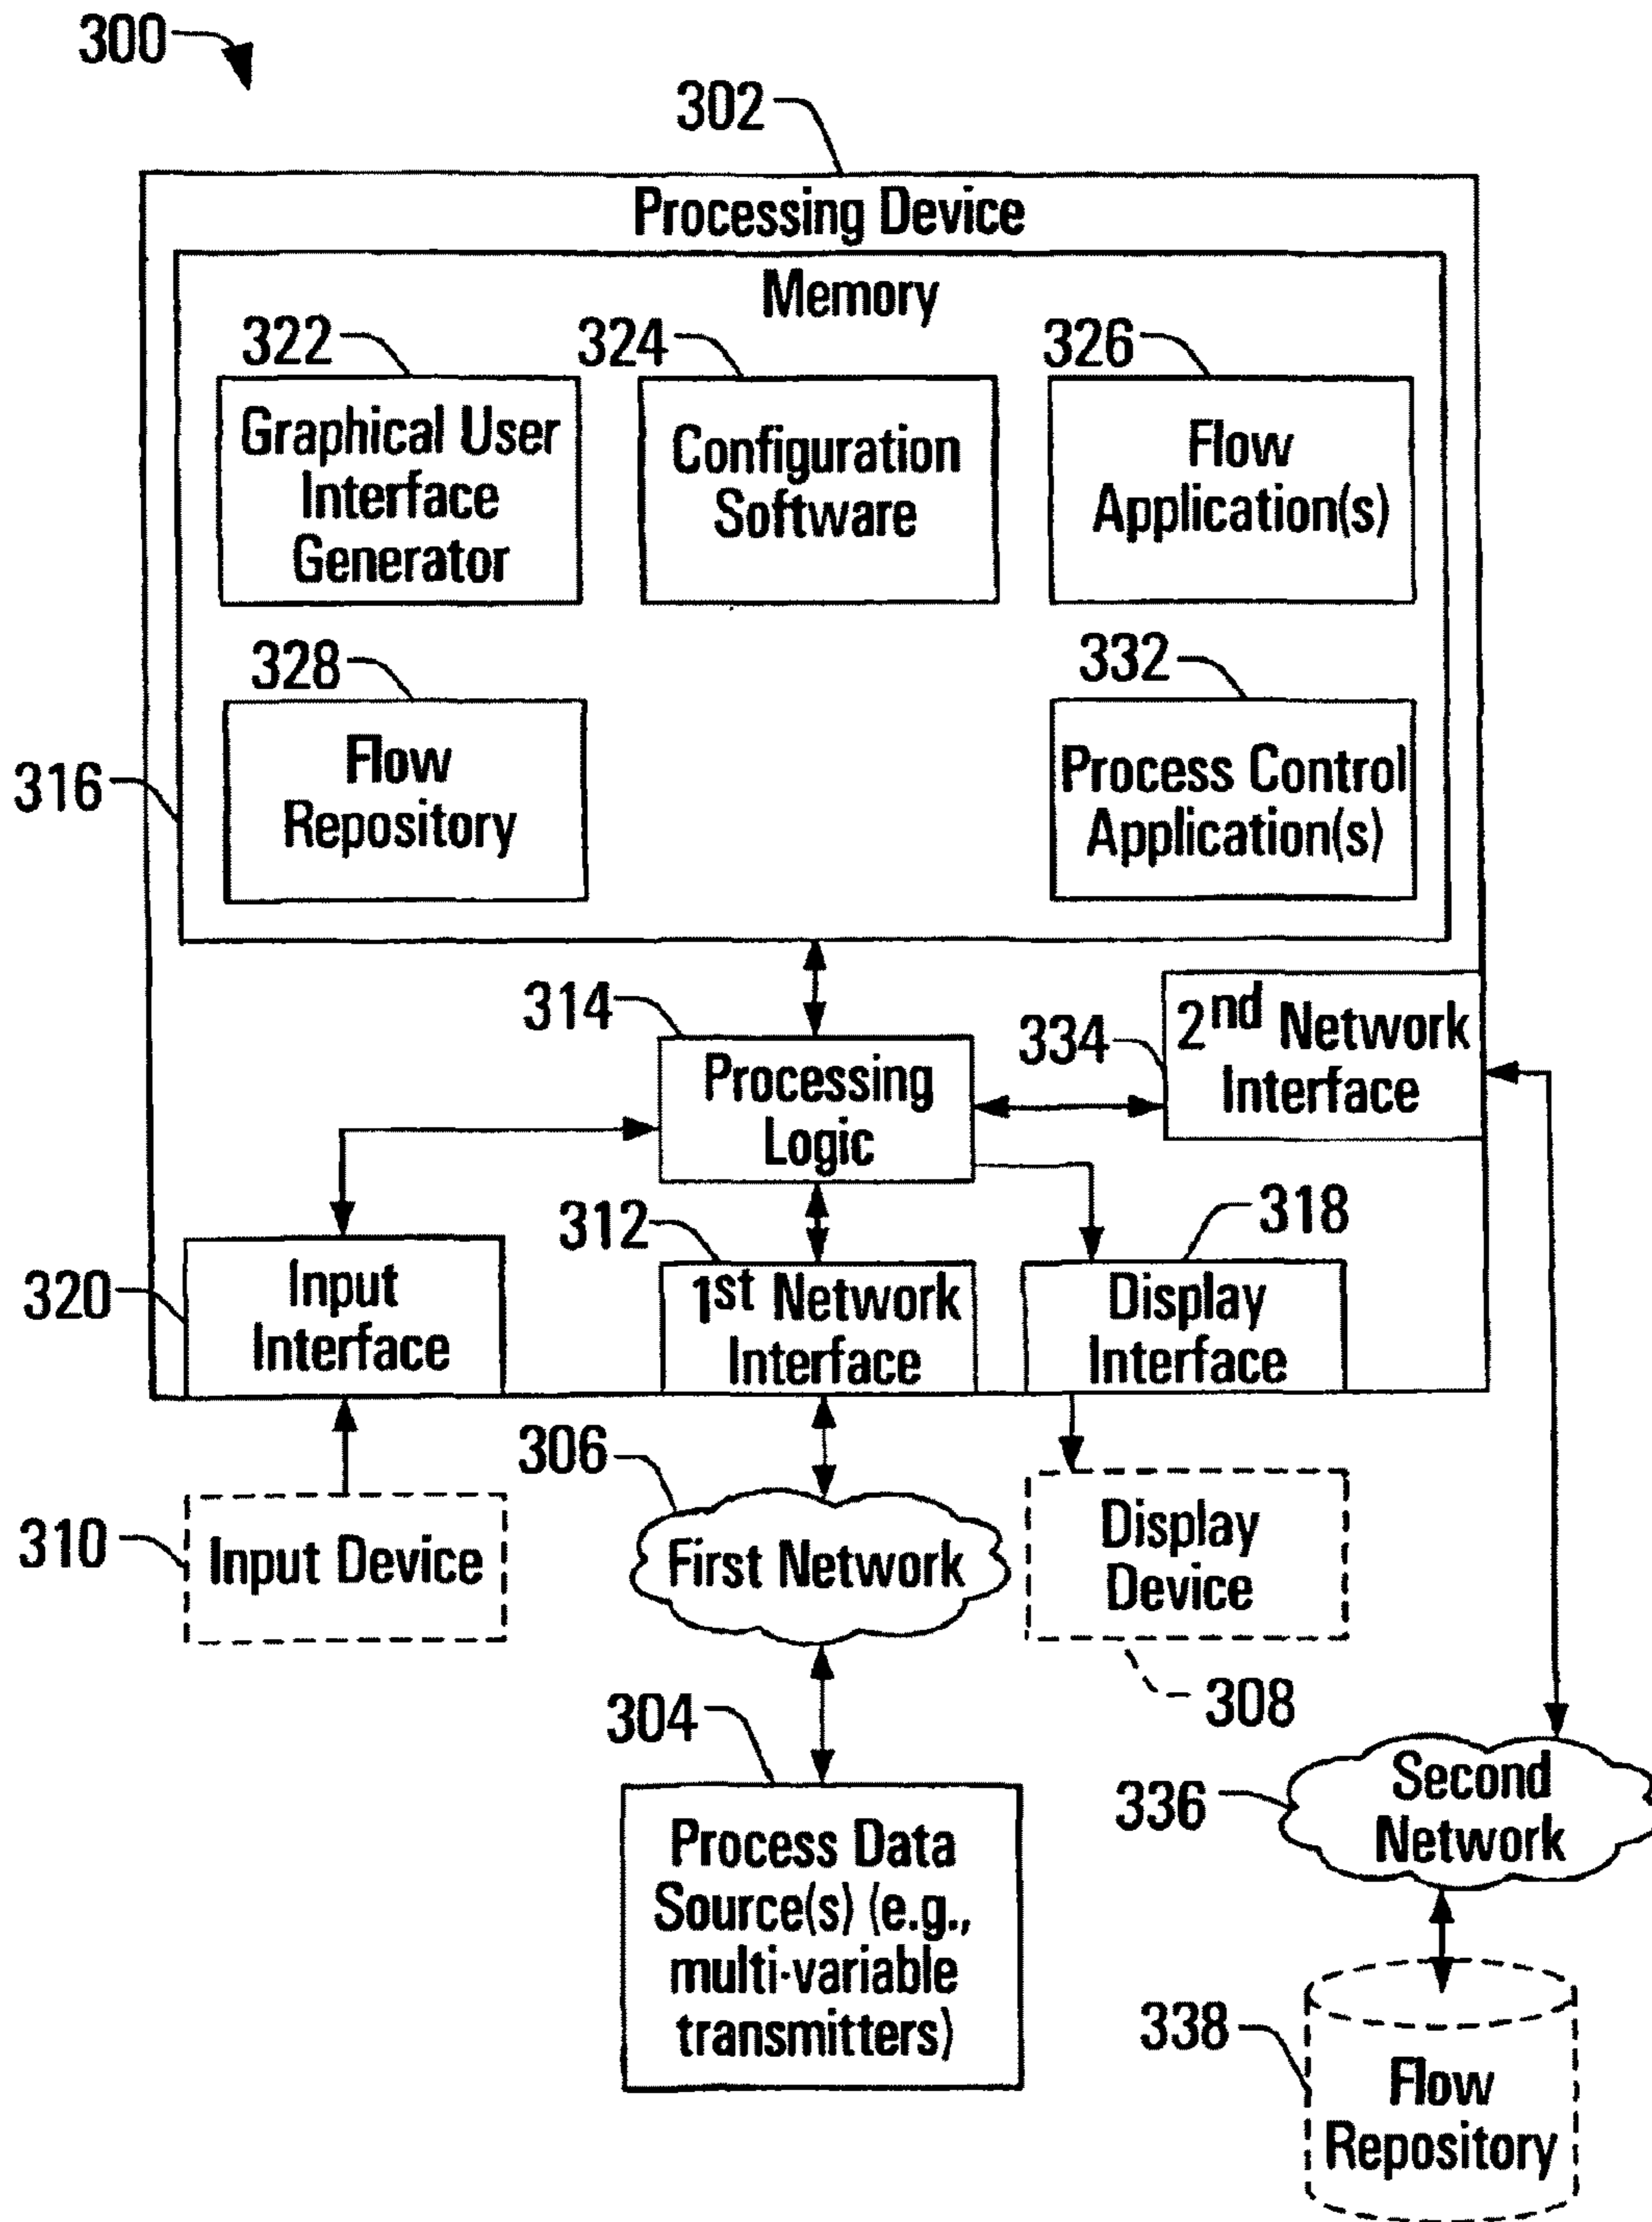 300
302
Processing Device
Memory
322
324
326
Graphical User
Interface
Generator
Configuration
Software
Flow
Application(s)
328
332
316
Flow
Repository
Process Control
Application(s)
314
334
2nd Network
Interface
Processing
Logic
312
318
320
Input
Interface
1st Network
Interface
Display
Interface
306
310
Input Device
First Network
Display
Device
308
304
Process Data
Source(s) (e.g.,
multi-variable
transmitters)
336
Second
Network
338
Flow
Repository